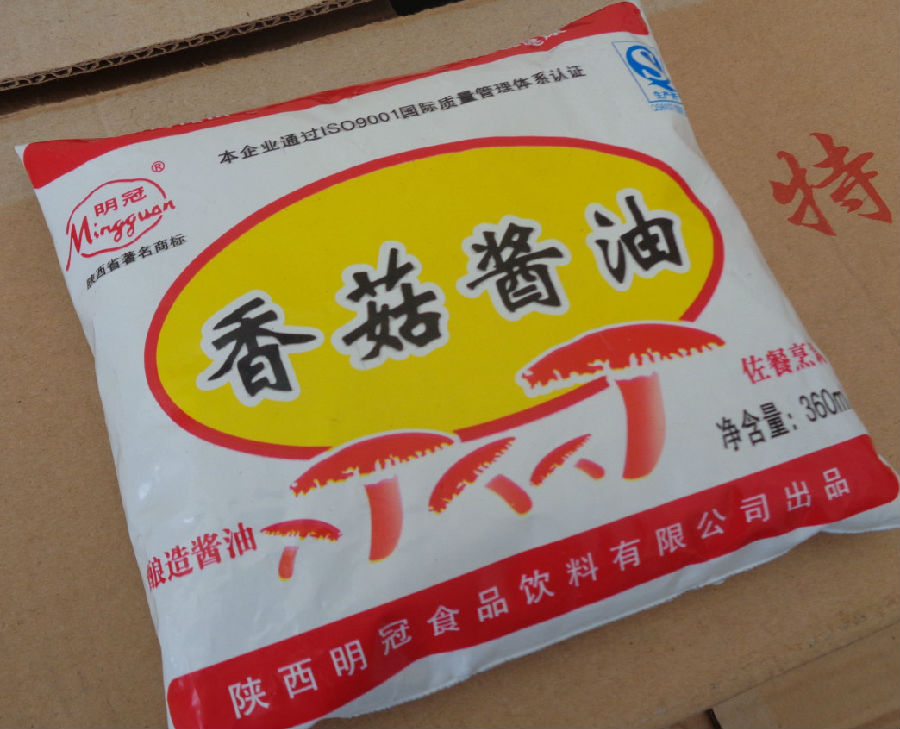 本企业通过ISO9001国际质量管理体系认证
明冠®
Mingguan
陕西省著名商标
特
香菇酱油
佐餐烹
净含量：360m
酿造酱油
陕西明冠食品饮料有限公司出品